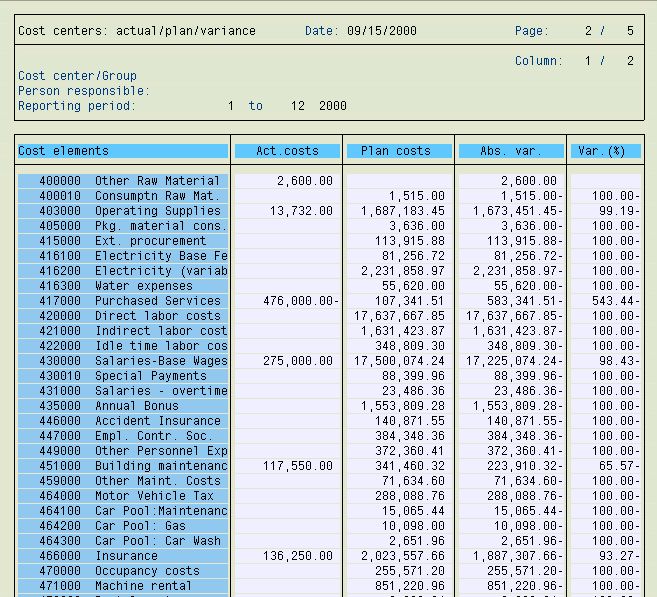 Cost centers: actual/plan/variance Date: 09/15/2000 Page: 2 / 5
Column: 1 / 2
Cost center/Group
Person responsible:
Reporting period: 1 to 12 2000
Cost elements Act.costs Plan costs Abs. var. Var.(%)
400000 Other Raw Material 2,600.00 2,600.00
400010 Consumptn Raw Mat. 1,515.00 1,515.00- 100.00-
403000 Operating Supplies 13,732.00 1,687,183.45 1,673,451.45- 99.19-
405000 Pkg. material cons. 3,636.00 3,636.00- 100.00-
415000 Ext. procurement 113,915.88 113,915.88- 100.00-
416100 Electricity Base Fe 81,256.72 81,256.72- 100.00-
416200 Electricity (variab 2,231,858.97 2,231,858.97- 100.00-
416300 Water expenses 55,620.00 55,620.00- 100.00-
417000 Purchased Services 476,000.00- 107,341.51 583,341.51- 543.44-
420000 Direct labor costs 17,637,667.85 17,637,667.85- 100.00-
421000 Indirect labor cost 1,631,423.87 1,631,423.87- 100.00-
422000 Idle time labor cos 348,809.30 348,809.30- 100.00-
430000 Salaries-Base Wages 275,000.00 17,500,074.24 17,225,074.24- 98.43-
430010 Special Payments 88,399.96 88,399.96- 100.00-
431000 Salaries - overtime 23,486.36 23,486.36- 100.00-
435000 Annual Bonus 1,553,809.28 1,553,809.28- 100.00-
446000 Accident Insurance 140,871.55 140,871.55- 100.00-
447000 Empl. Contr. Soc. 384,348.36 384,348.36- 100.00-
449000 Other Personnel Exp 372,360.41 372,360.41- 100.00-
451000 Building maintenanc 117,550.00 341,460.32 223,910.32- 65.57-
459000 Other Maint. Costs 71,634.60 71,634.60- 100.00-
464000 Motor Vehicle Tax 288,088.76 288,088.76- 100.00-
464100 Car Pool:Maintenanc 15,065.44 15,065.44- 100.00-
464200 Car Pool: Gas 10,098.00 10,098.00- 100.00-
464300 Car Pool: Car Wash 2,651.96 2,651.96- 100.00-
466000 Insurance 136,250.00 2,023,557.66 1,887,307.66- 93.27-
470000 Occupancy costs 255,571.20 255,571.20- 100.00-
471000 Machine rental 851,220.96 851,220.96- 100.00-